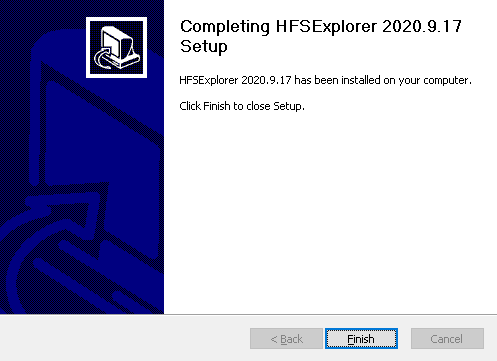 Completing HFSExplorer 2020.9.17
Setup
HFSExplorer 2020.9.17 has been installed on your computer.
Click Finish to close Setup.
< Back Finish Cancel